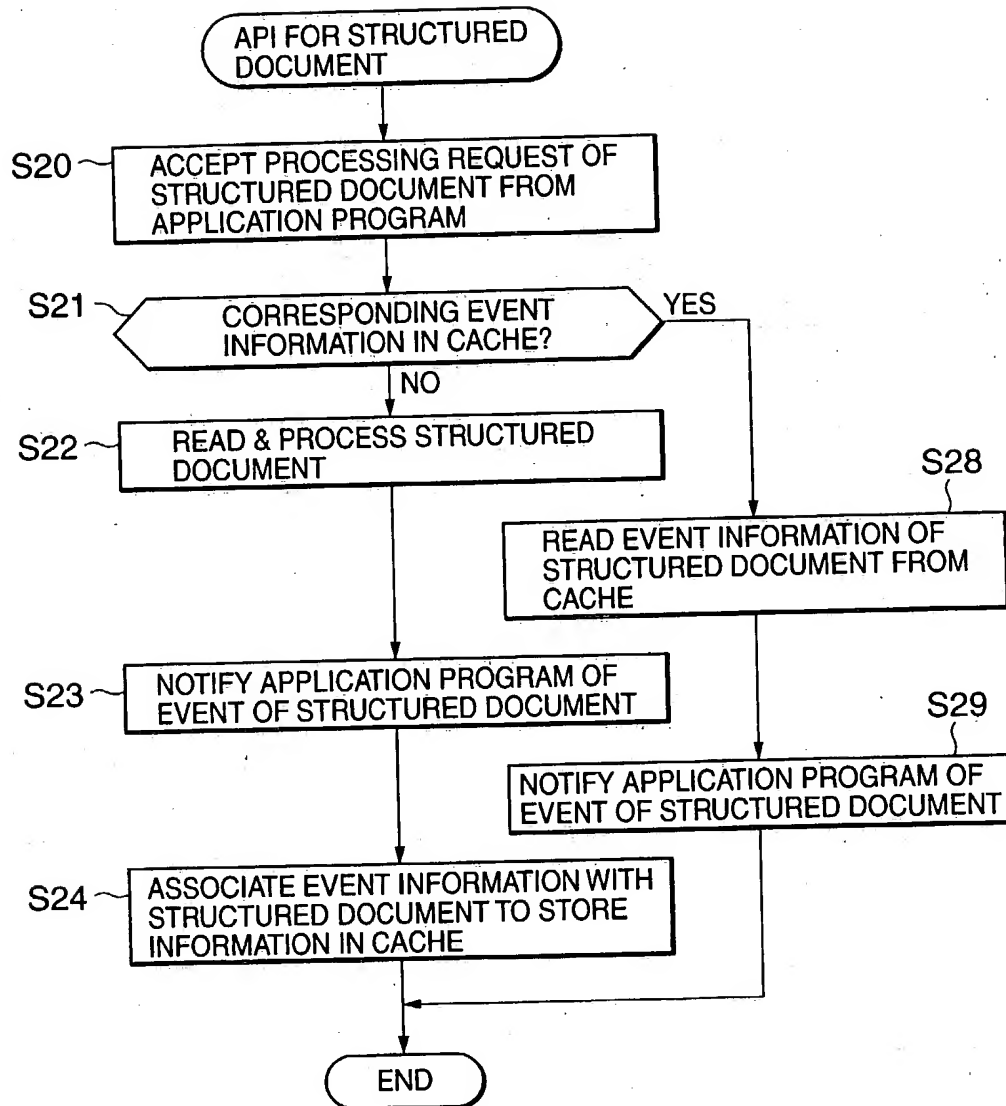 API FOR STRUCTURED
DOCUMENT
S20
ACCEPT PROCESSING REQUEST OF
STRUCTURED DOCUMENT FROM
APPLICATION PROGRAM
S21
CORRESPONDING EVENT
INFORMATION IN CACHE?
YES
NO
S22
READ & PROCESS STRUCTURED
DOCUMENT
S28
READ EVENT INFORMATION OF
STRUCTURED DOCUMENT FROM
CACHE
S23
NOTIFY APPLICATION PROGRAM OF
EVENT OF STRUCTURED DOCUMENT
S29
NOTIFY APPLICATION PROGRAM OF
EVENT OF STRUCTURED DOCUMENT
S24
ASSOCIATE EVENT INFORMATION WITH
STRUCTURED DOCUMENT TO STORE
INFORMATION IN CACHE
END